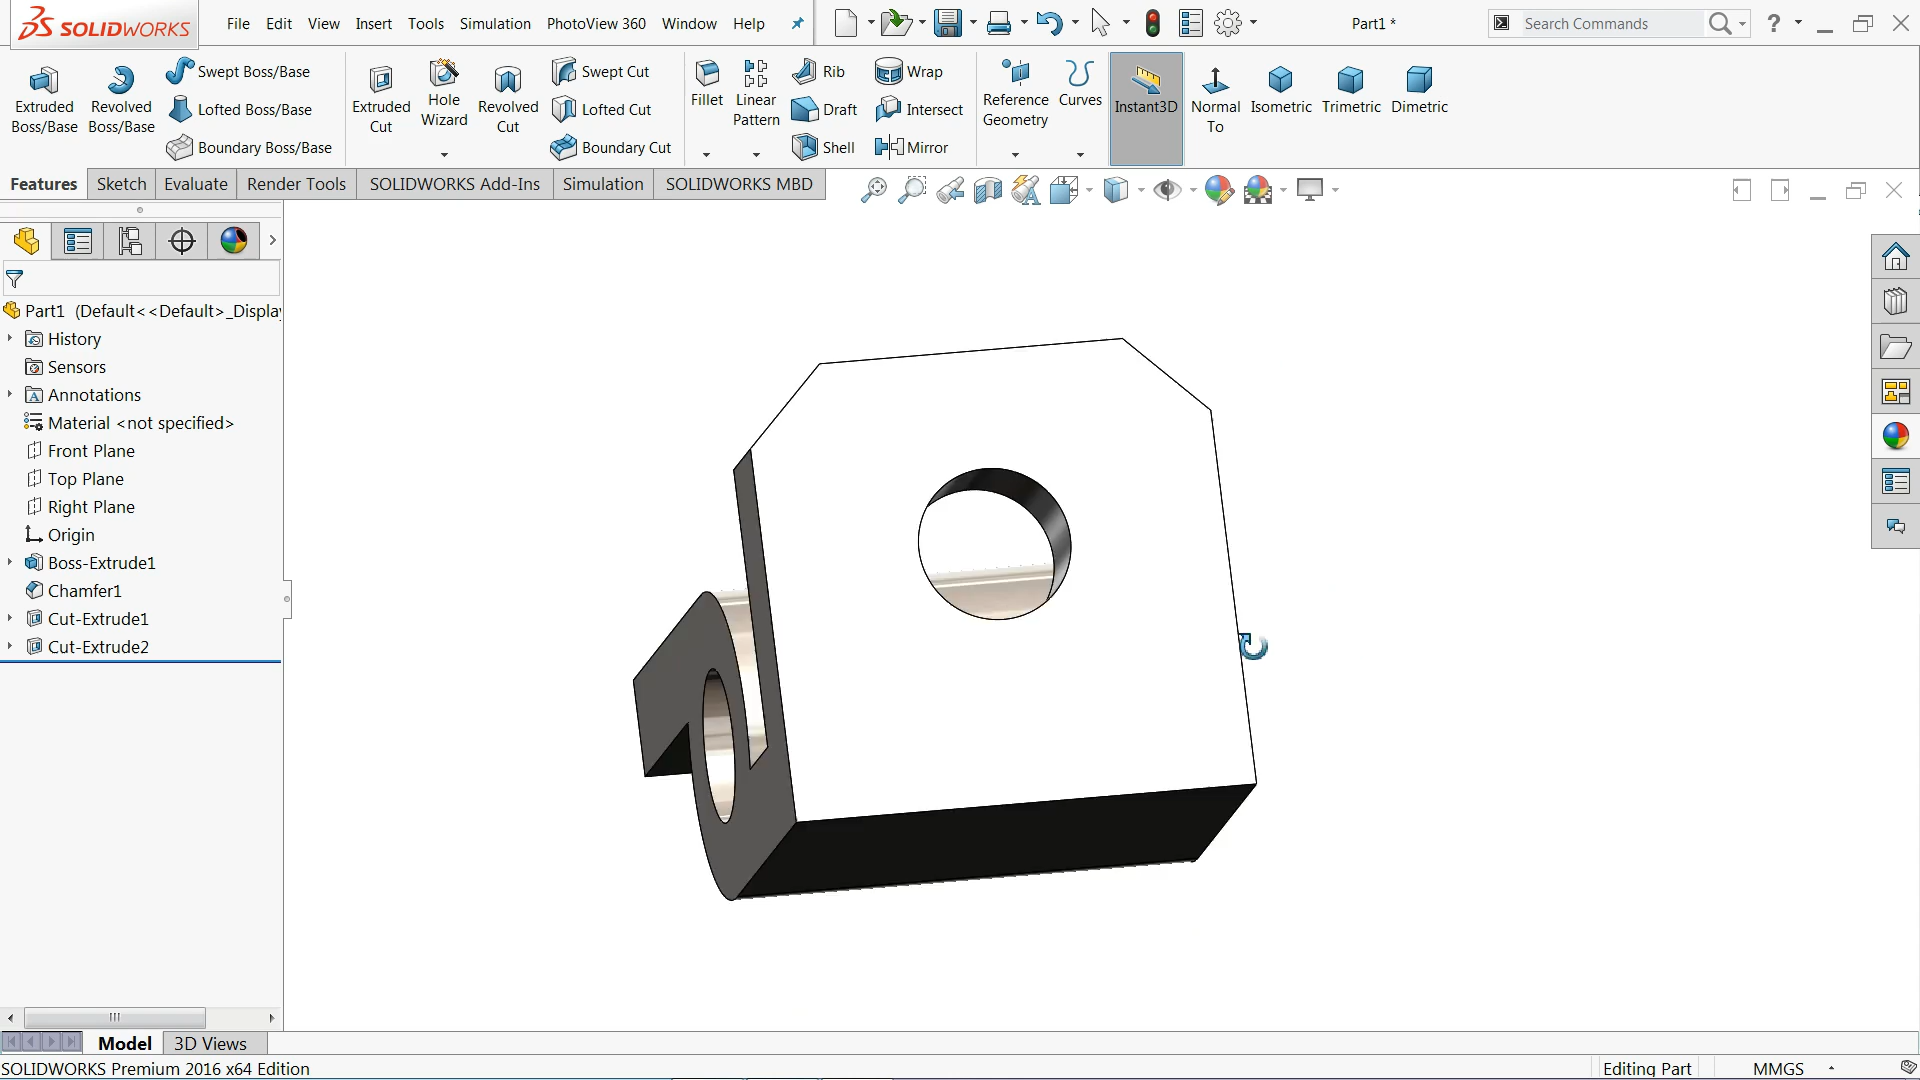 SOLIDWORKS File Edit View Insert Tools Simulation PhotoView 360 Window Help Part1 * Search Commands ?
Extruded Boss/Base
Revolved Boss/Base
Swept Boss/Base
Lofted Boss/Base
Boundary Boss/Base
Extruded Cut
Hole Wizard
Revolved Cut
Swept Cut
Lofted Cut
Boundary Cut
Fillet
Linear Pattern
Rib
Draft
Shell
Wrap
Intersect
Mirror
Reference Geometry
Curves
Instant3D
Normal To
Isometric
Trimetric
Dimetric
Features Sketch Evaluate Render Tools SOLIDWORKS Add-Ins Simulation SOLIDWORKS MBD
Part1 (Default<<Default>_Displa
History
Sensors
Annotations
Material <not specified>
Front Plane
Top Plane
Right Plane
Origin
Boss-Extrude1
Chamfer1
Cut-Extrude1
Cut-Extrude2
Model 3D Views
SOLIDWORKS Premium 2016 x64 Edition Editing Part MMGS